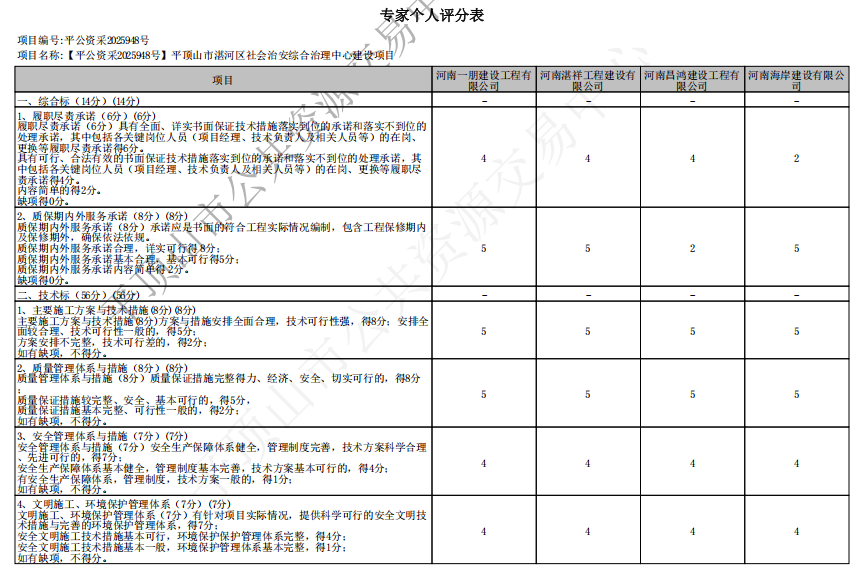 专家个人评分表
项目编号:平公资采2025948号
项目名称:【平公资采2025948号】平顶山市湛河区社会治安综合治理中心建设项目
项目 河南一朋建设工程有限公司 河南湛祥工程建设有限公司 河南昌鸿建设工程有限公司 河南海岸建设有限公司
一、综合标（14分）(14分) – – – –
1、履职尽责承诺（6分）(6分)
履职尽责承诺（6分）具有全面、详实书面保证技术措施落实到位的承诺和落实不到位的
处理承诺，其中包括各关键岗位人员（项目经理、技术负责人及相关人员等）的在岗、
更换等履职尽责承诺得6分。
具有可行、合法有效的书面保证技术措施落实到位的承诺和落实不到位的处理承诺，其
中包括各关键岗位人员（项目经理、技术负责人及相关人员等）的在岗、更换等履职尽
责承诺得4分。
内容简单的得2分。
缺项得0分。
4 4 4 2
2、质保期内外服务承诺（8分）(8分)
质保期内外服务承诺（8分）承诺应是书面的符合工程实际情况编制，包含工程保修期内
及保修期外，确保依法依规。
质保期内外服务承诺合理，详实可行得8分；
质保期内外服务承诺基本合理，基本可行得5分；
质保期内外服务承诺内容简单得2分。
缺项得0分。
5 5 2 5
二、技术标（56分）(56分) – – – –
1、主要施工方案与技术措施(8分)(8分)
主要施工方案与技术措施(8分)方案与措施安排全面合理，技术可行性强，得8分；安排全
面较合理、技术可行性一般的，得5分；
方案安排不完整，技术可行差的，得2分；
如有缺项，不得分。
5 5 5 5
2、质量管理体系与措施（8分）(8分)
质量管理体系与措施（8分）质量保证措施完整得力、经济、安全、切实可行的，得8分
；
质量保证措施较完整、安全、基本可行的，得5分，
质量保证措施基本完整、可行性一般的，得2分；
如有缺项，不得分。
5 5 5 5
3、安全管理体系与措施（7分）(7分)
安全管理体系与措施（7分）安全生产保障体系健全，管理制度完善，技术方案科学合理
、先进可行的，得7分；
安全生产保障体系基本健全，管理制度基本完善，技术方案基本可行的，得4分；
有安全生产保障体系，管理制度，技术方案一般的，得1分；
如有缺项，不得分。
4 4 4 4
4、文明施工、环境保护管理体系（7分）(7分)
文明施工、环境保护管理体系（7分）有针对项目实际情况，提供科学可行的安全文明技
术措施与完善的环境保护管理体系，得7分；
安全文明施工技术措施基本可行，环境保护保护管理体系完整，得4分；
安全文明施工技术措施基本一般，环境保护管理体系基本完整，得1分；
如有缺项，不得分。
4 4 4 4
平顶山市公共资源交易中心
平顶山市公共资源交易中心